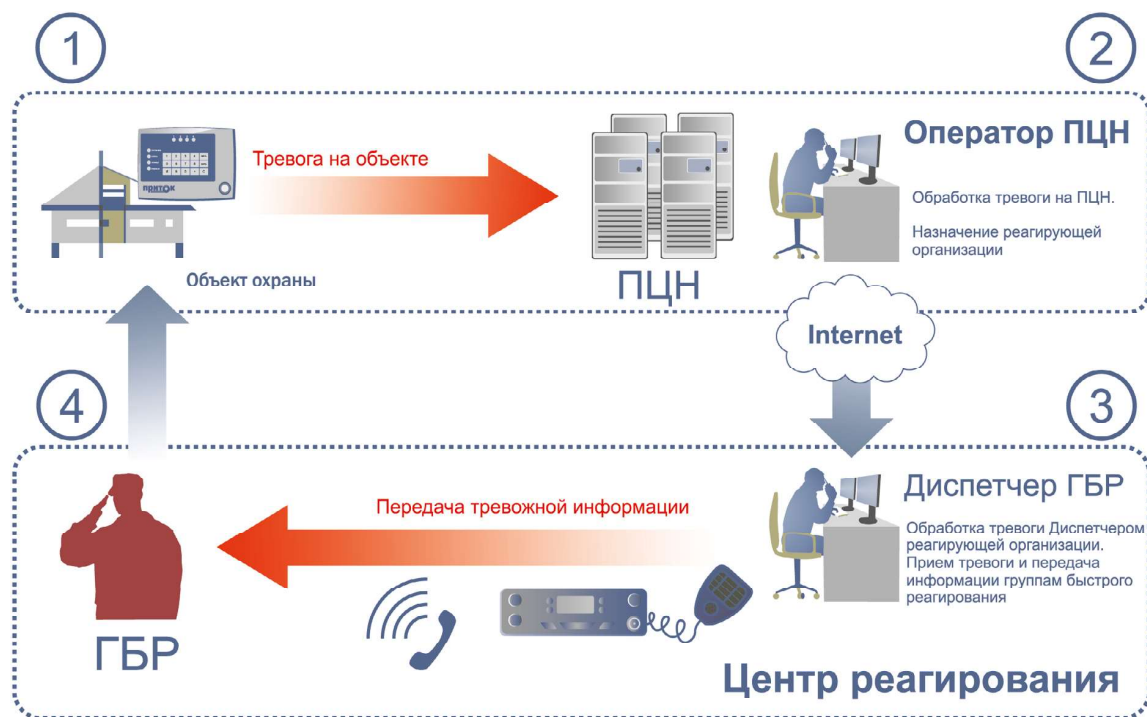 1
2
Тревога на объекте
ПРИТОК
Объект охраны
ПЦН
Оператор ПЦН
Обработка тревоги на ПЦН.
Назначение реагирующей
организации
Internet
4
3
Передача тревожной информации
ГБР
Диспетчер ГБР
Обработка тревоги Диспетчером
реагирующей организации.
Прием тревоги и передача
информации группам быстрого
реагирования
Центр реагирования